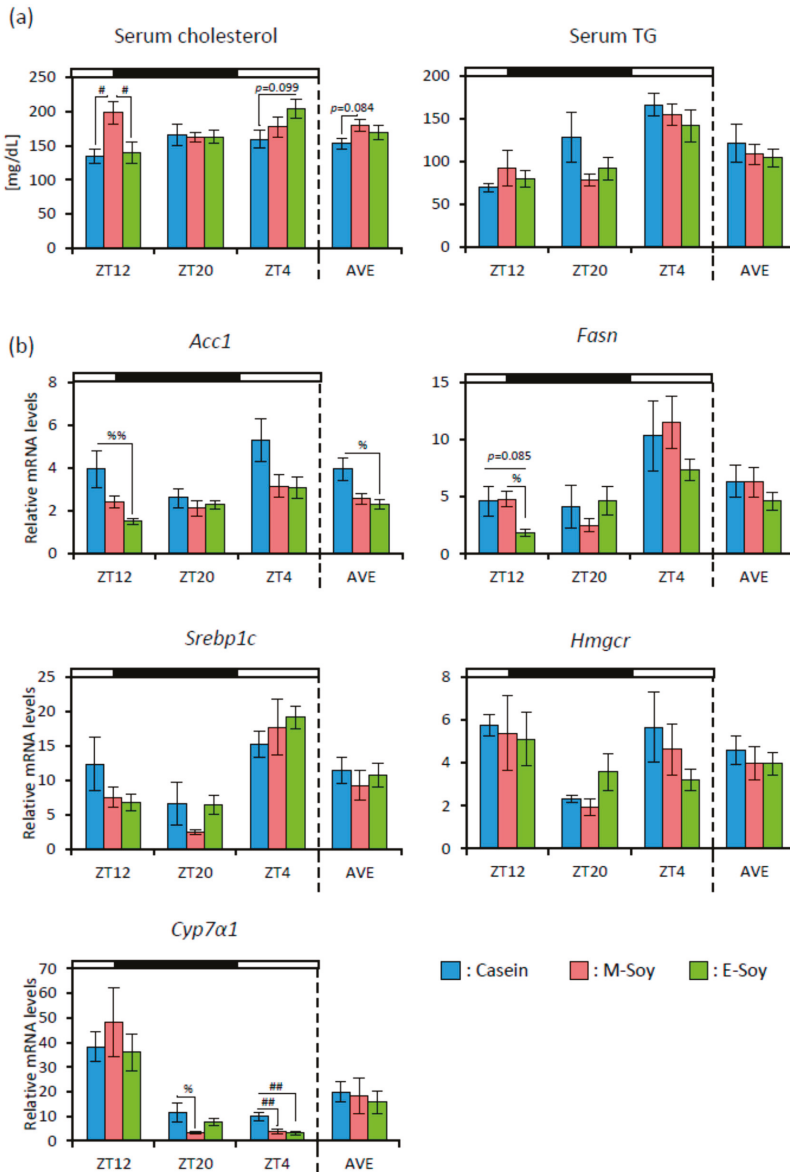 (a)
Serum cholesterol
Serum TG
[mg/dL]
250
200
150
100
50
0
# #
p=0.099
p=0.084
ZT12 ZT20 ZT4 AVE
200
150
100
50
0
ZT12 ZT20 ZT4 AVE
(b)
Acc1
Fasn
Relative mRNA levels
8
6
4
2
0
%%
%
ZT12 ZT20 ZT4 AVE
15
10
5
0
p=0.085
%
ZT12 ZT20 ZT4 AVE
Srebp1c
Hmgcr
Relative mRNA levels
25
20
15
10
5
0
ZT12 ZT20 ZT4 AVE
8
6
4
2
0
ZT12 ZT20 ZT4 AVE
Cyp7α1
Relative mRNA levels
70
60
50
40
30
20
10
0
%
##
##
ZT12 ZT20 ZT4 AVE
: Casein : M-Soy : E-Soy